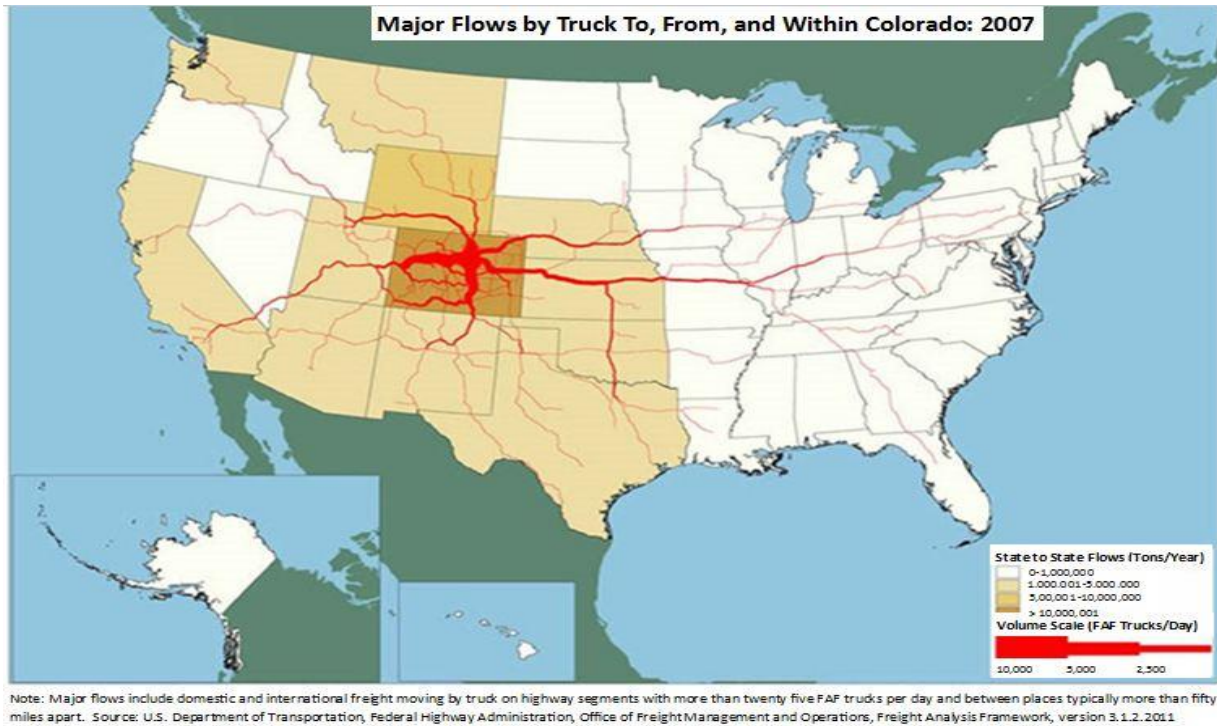 Major Flows by Truck To, From, and Within Colorado: 2007
State to State Flows (Tons/Year)
0-1,000,000
1.000.001-5.000.000
5,00,001-10,000,000
> 10,000,001
Volume Scale (FAF Trucks/Day)
10,000 5,000 2,500
Note: Major flows include domestic and international freight moving by truck on highway segments with more than twenty five FAF trucks per day and between places typically more than fifty
miles apart. Source: U.S. Department of Transportation, Federal Highway Administration, Office of Freight Management and Operations, Freight Analysis Framework, version 3.1.2. 2011